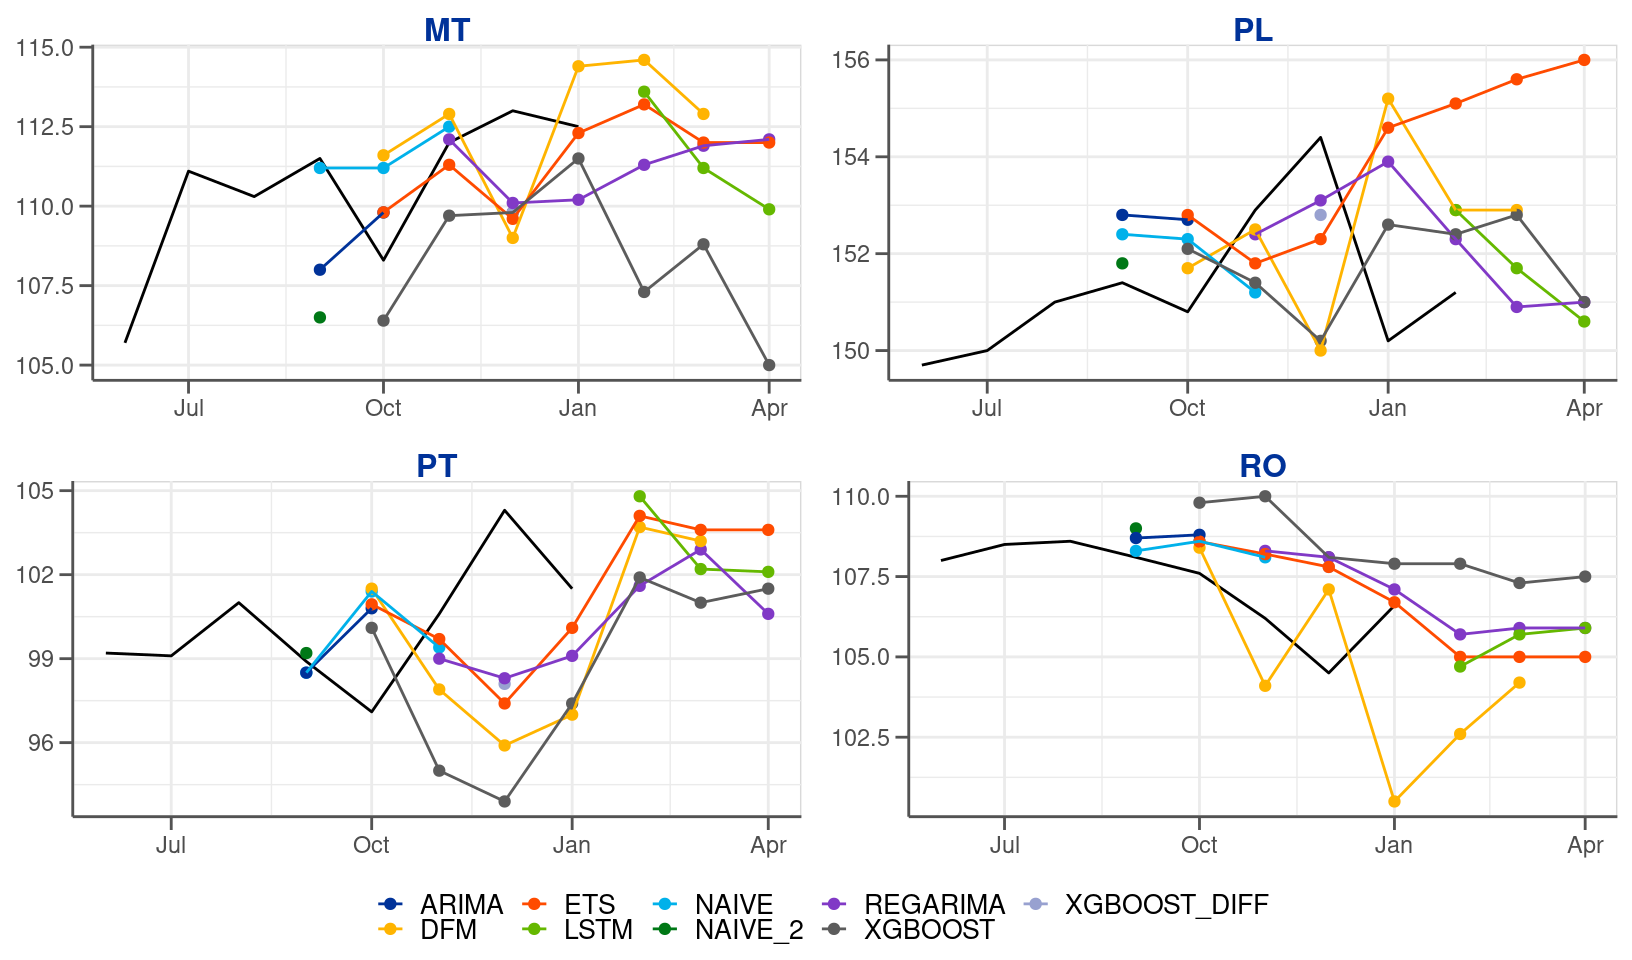 MT
PL
115.0
112.5
110.0
107.5
105.0
Jul Oct Jan Apr
156
154
152
150
Jul Oct Jan Apr
PT
RO
105
102
99
96
Jul Oct Jan Apr
110.0
107.5
105.0
102.5
Jul Oct Jan Apr
ARIMA ETS NAIVE REGARIMA XGBOOST_DIFF
DFM LSTM NAIVE_2 XGBOOST